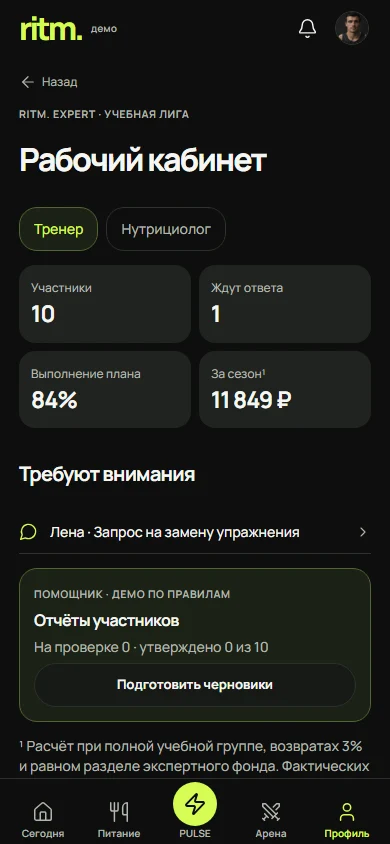 ritm. демо
Назад
RITM. EXPERT · УЧЕБНАЯ ЛИГА
Рабочий кабинет
Тренер Нутрициолог
Участники
10
Ждут ответа
1
Выполнение плана
84%
За сезон¹
11 849 ₽
Требуют внимания
Лена · Запрос на замену упражнения
ПОМОЩНИК · ДЕМО ПО ПРАВИЛАМ
Отчёты участников
На проверке 0 · утверждено 0 из 10
Подготовить черновики
¹ Расчёт при полной учебной группе, возвратах 3%
и равном разделе экспертного фонда. Фактических
Сегодня Питание PULSE Арена Профиль